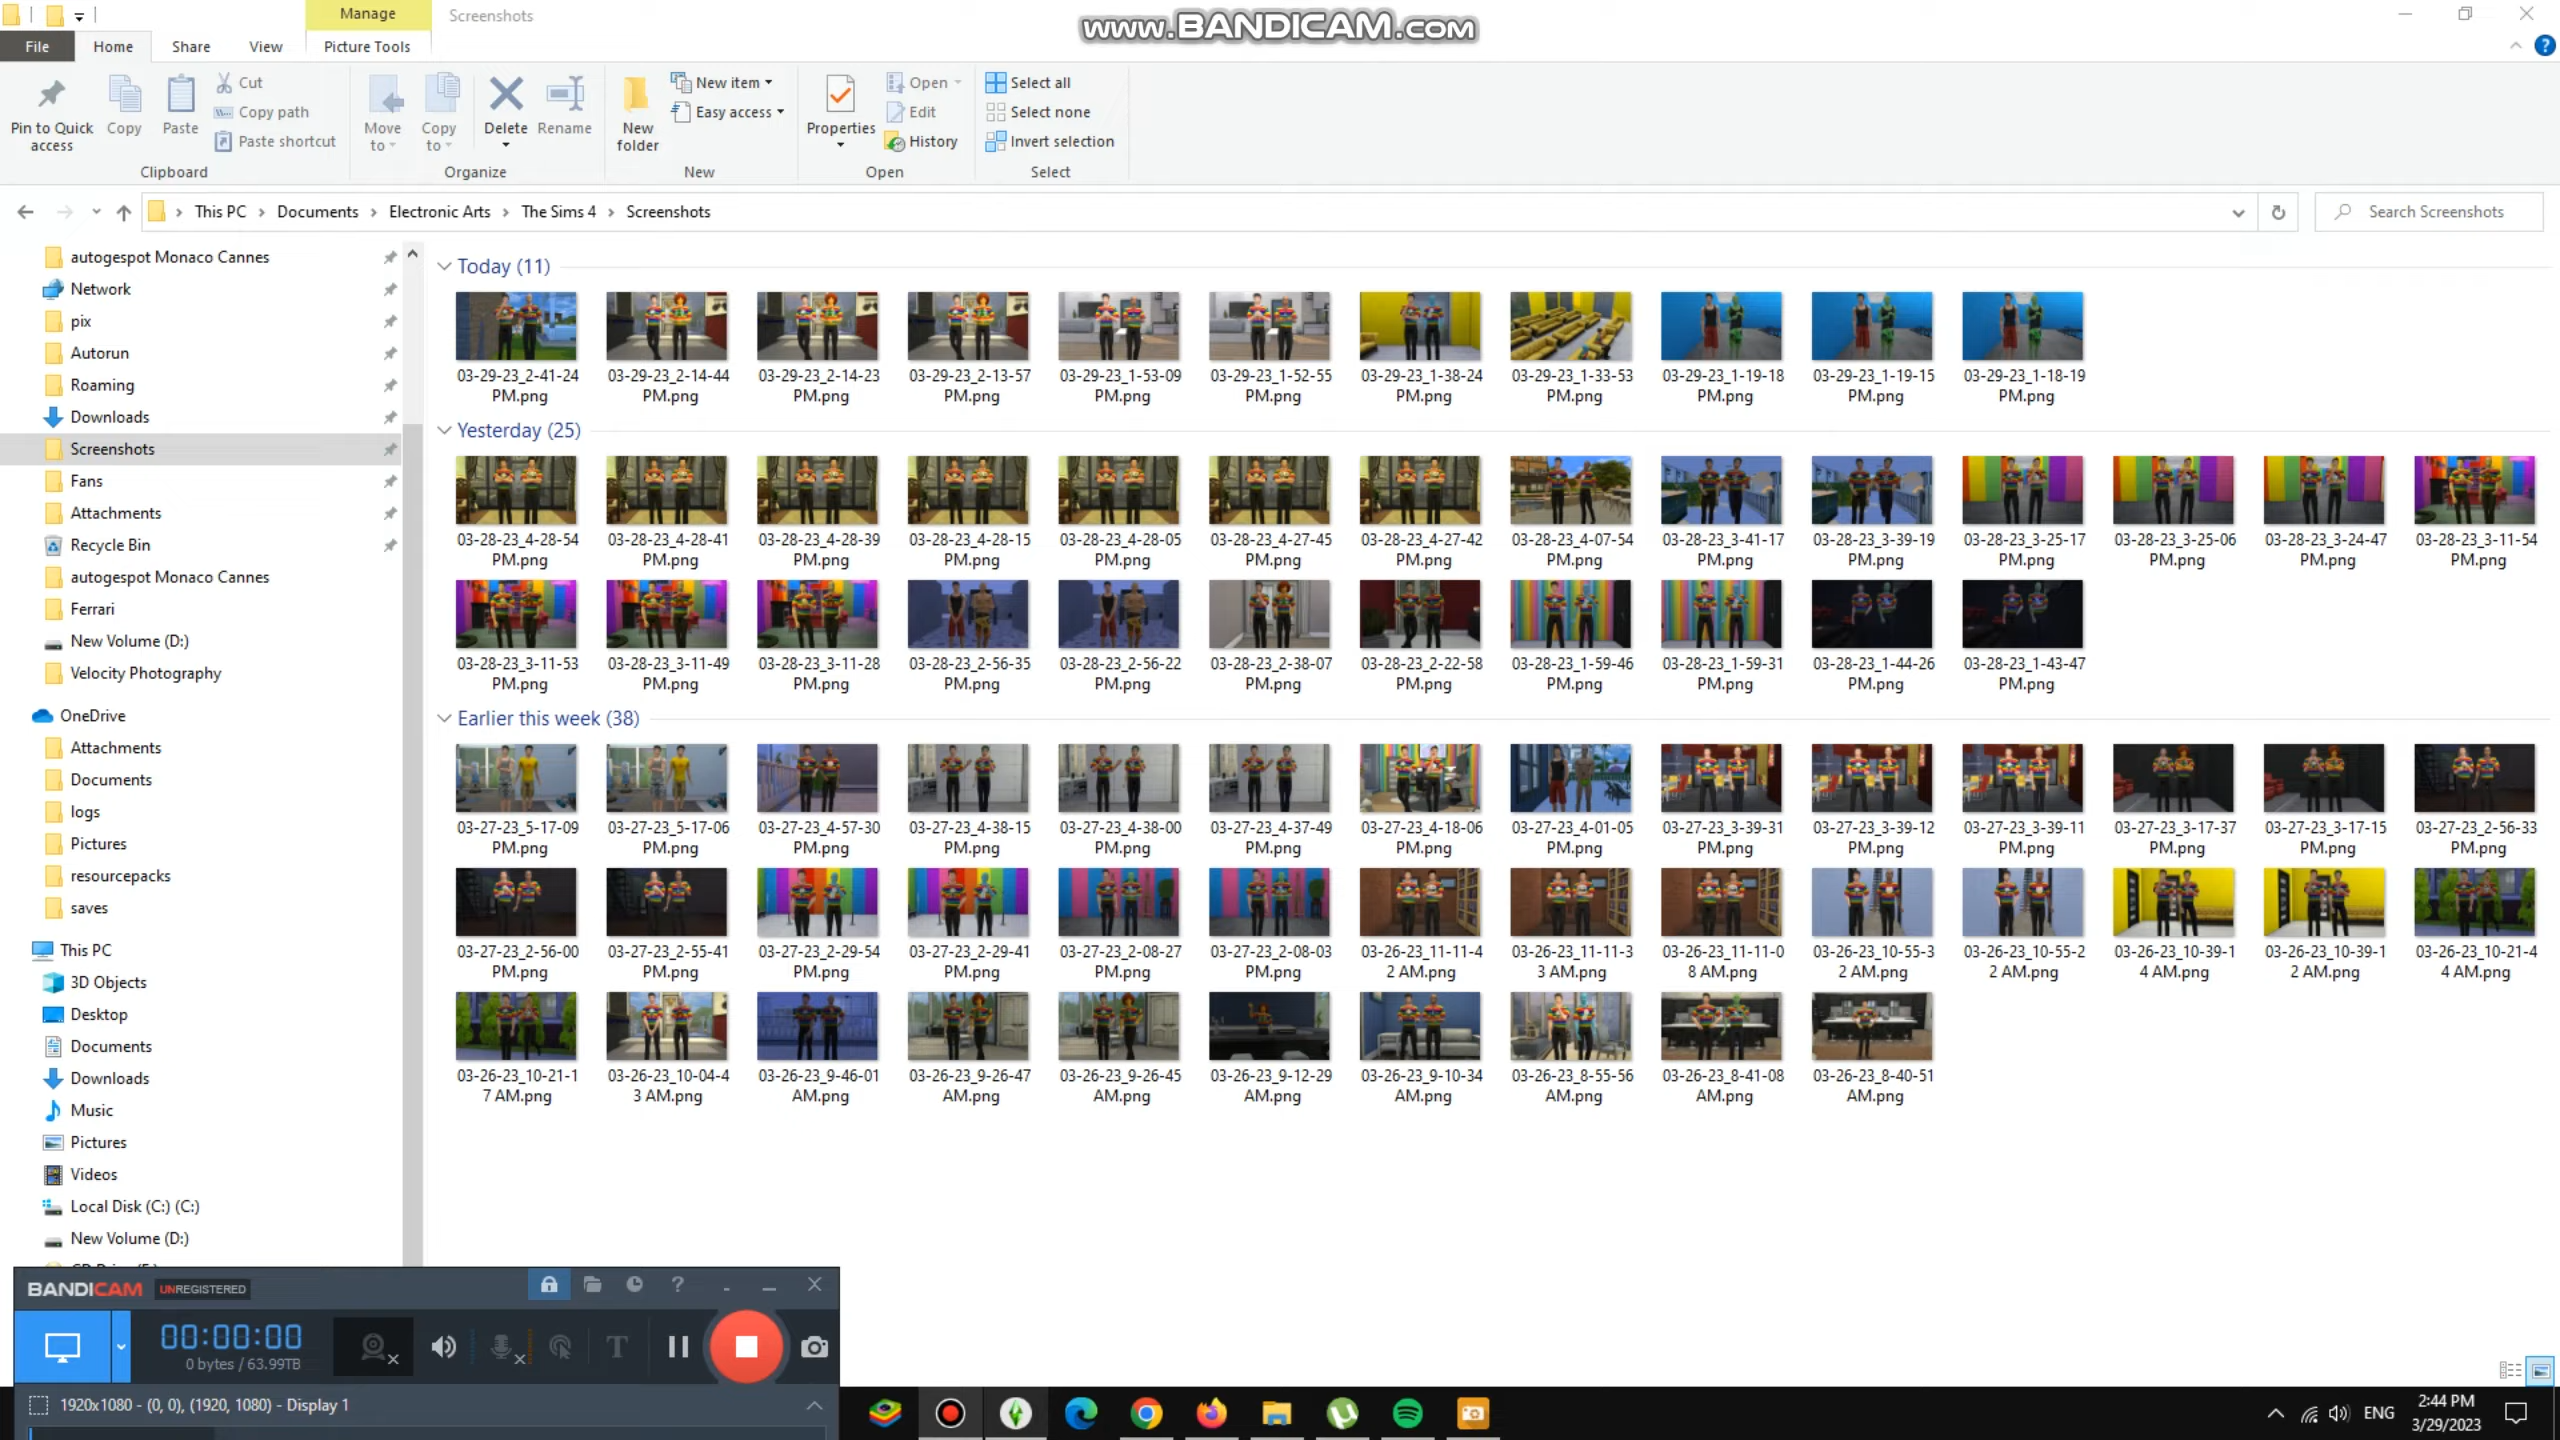 Manage
Screenshots
www.BANDICAM.com
File
Home
Share
View
Picture Tools
Pin to Quick access
Copy
Paste
Cut
Copy path
Paste shortcut
Move to
Copy to
Delete
Rename
New folder
New item
Easy access
Properties
Open
Edit
History
Select all
Select none
Invert selection
Clipboard
Organize
New
Open
Select
This PC
Documents
Electronic Arts
The Sims 4
Screenshots
Search Screenshots
autogespot Monaco Cannes
Network
pix
Autorun
Roaming
Downloads
Screenshots
Fans
Attachments
Recycle Bin
autogespot Monaco Cannes
Ferrari
New Volume (D:)
Velocity Photography
OneDrive
Attachments
Documents
logs
Pictures
resourcepacks
saves
This PC
3D Objects
Desktop
Documents
Downloads
Music
Pictures
Videos
Local Disk (C:) (C:)
New Volume (D:)
Today (11)
03-29-23_2-41-24 PM.png
03-29-23_2-14-44 PM.png
03-29-23_2-14-23 PM.png
03-29-23_2-13-57 PM.png
03-29-23_1-53-09 PM.png
03-29-23_1-52-55 PM.png
03-29-23_1-38-24 PM.png
03-29-23_1-33-53 PM.png
03-29-23_1-19-18 PM.png
03-29-23_1-19-15 PM.png
03-29-23_1-18-19 PM.png
Yesterday (25)
03-28-23_4-28-54 PM.png
03-28-23_4-28-41 PM.png
03-28-23_4-28-39 PM.png
03-28-23_4-28-15 PM.png
03-28-23_4-28-05 PM.png
03-28-23_4-27-45 PM.png
03-28-23_4-27-42 PM.png
03-28-23_4-07-54 PM.png
03-28-23_3-41-17 PM.png
03-28-23_3-39-19 PM.png
03-28-23_3-25-17 PM.png
03-28-23_3-25-06 PM.png
03-28-23_3-24-47 PM.png
03-28-23_3-11-54 PM.png
03-28-23_3-11-53 PM.png
03-28-23_3-11-49 PM.png
03-28-23_3-11-28 PM.png
03-28-23_2-56-35 PM.png
03-28-23_2-56-22 PM.png
03-28-23_2-38-07 PM.png
03-28-23_2-22-58 PM.png
03-28-23_1-59-46 PM.png
03-28-23_1-59-31 PM.png
03-28-23_1-44-26 PM.png
03-28-23_1-43-47 PM.png
Earlier this week (38)
03-27-23_5-17-09 PM.png
03-27-23_5-17-06 PM.png
03-27-23_4-57-30 PM.png
03-27-23_4-38-15 PM.png
03-27-23_4-38-00 PM.png
03-27-23_4-37-49 PM.png
03-27-23_4-18-06 PM.png
03-27-23_4-01-05 PM.png
03-27-23_3-39-31 PM.png
03-27-23_3-39-12 PM.png
03-27-23_3-39-11 PM.png
03-27-23_3-17-37 PM.png
03-27-23_3-17-15 PM.png
03-27-23_2-56-33 PM.png
03-27-23_2-56-00 PM.png
03-27-23_2-55-41 PM.png
03-27-23_2-29-54 PM.png
03-27-23_2-29-41 PM.png
03-27-23_2-08-27 PM.png
03-27-23_2-08-03 PM.png
03-26-23_11-11-42 AM.png
03-26-23_11-11-33 AM.png
03-26-23_11-11-08 AM.png
03-26-23_10-55-32 AM.png
03-26-23_10-55-22 AM.png
03-26-23_10-39-14 AM.png
03-26-23_10-39-12 AM.png
03-26-23_10-21-44 AM.png
03-26-23_10-21-17 AM.png
03-26-23_10-04-43 AM.png
03-26-23_9-46-01 AM.png
03-26-23_9-26-47 AM.png
03-26-23_9-26-45 AM.png
03-26-23_9-12-29 AM.png
03-26-23_9-10-34 AM.png
03-26-23_8-55-56 AM.png
03-26-23_8-41-08 AM.png
03-26-23_8-40-51 AM.png
BANDICAM UNREGISTERED
00:00:00
0 bytes / 63.99TB
1920x1080 - (0, 0), (1920, 1080) - Display 1
ENG
2:44 PM
3/29/2023